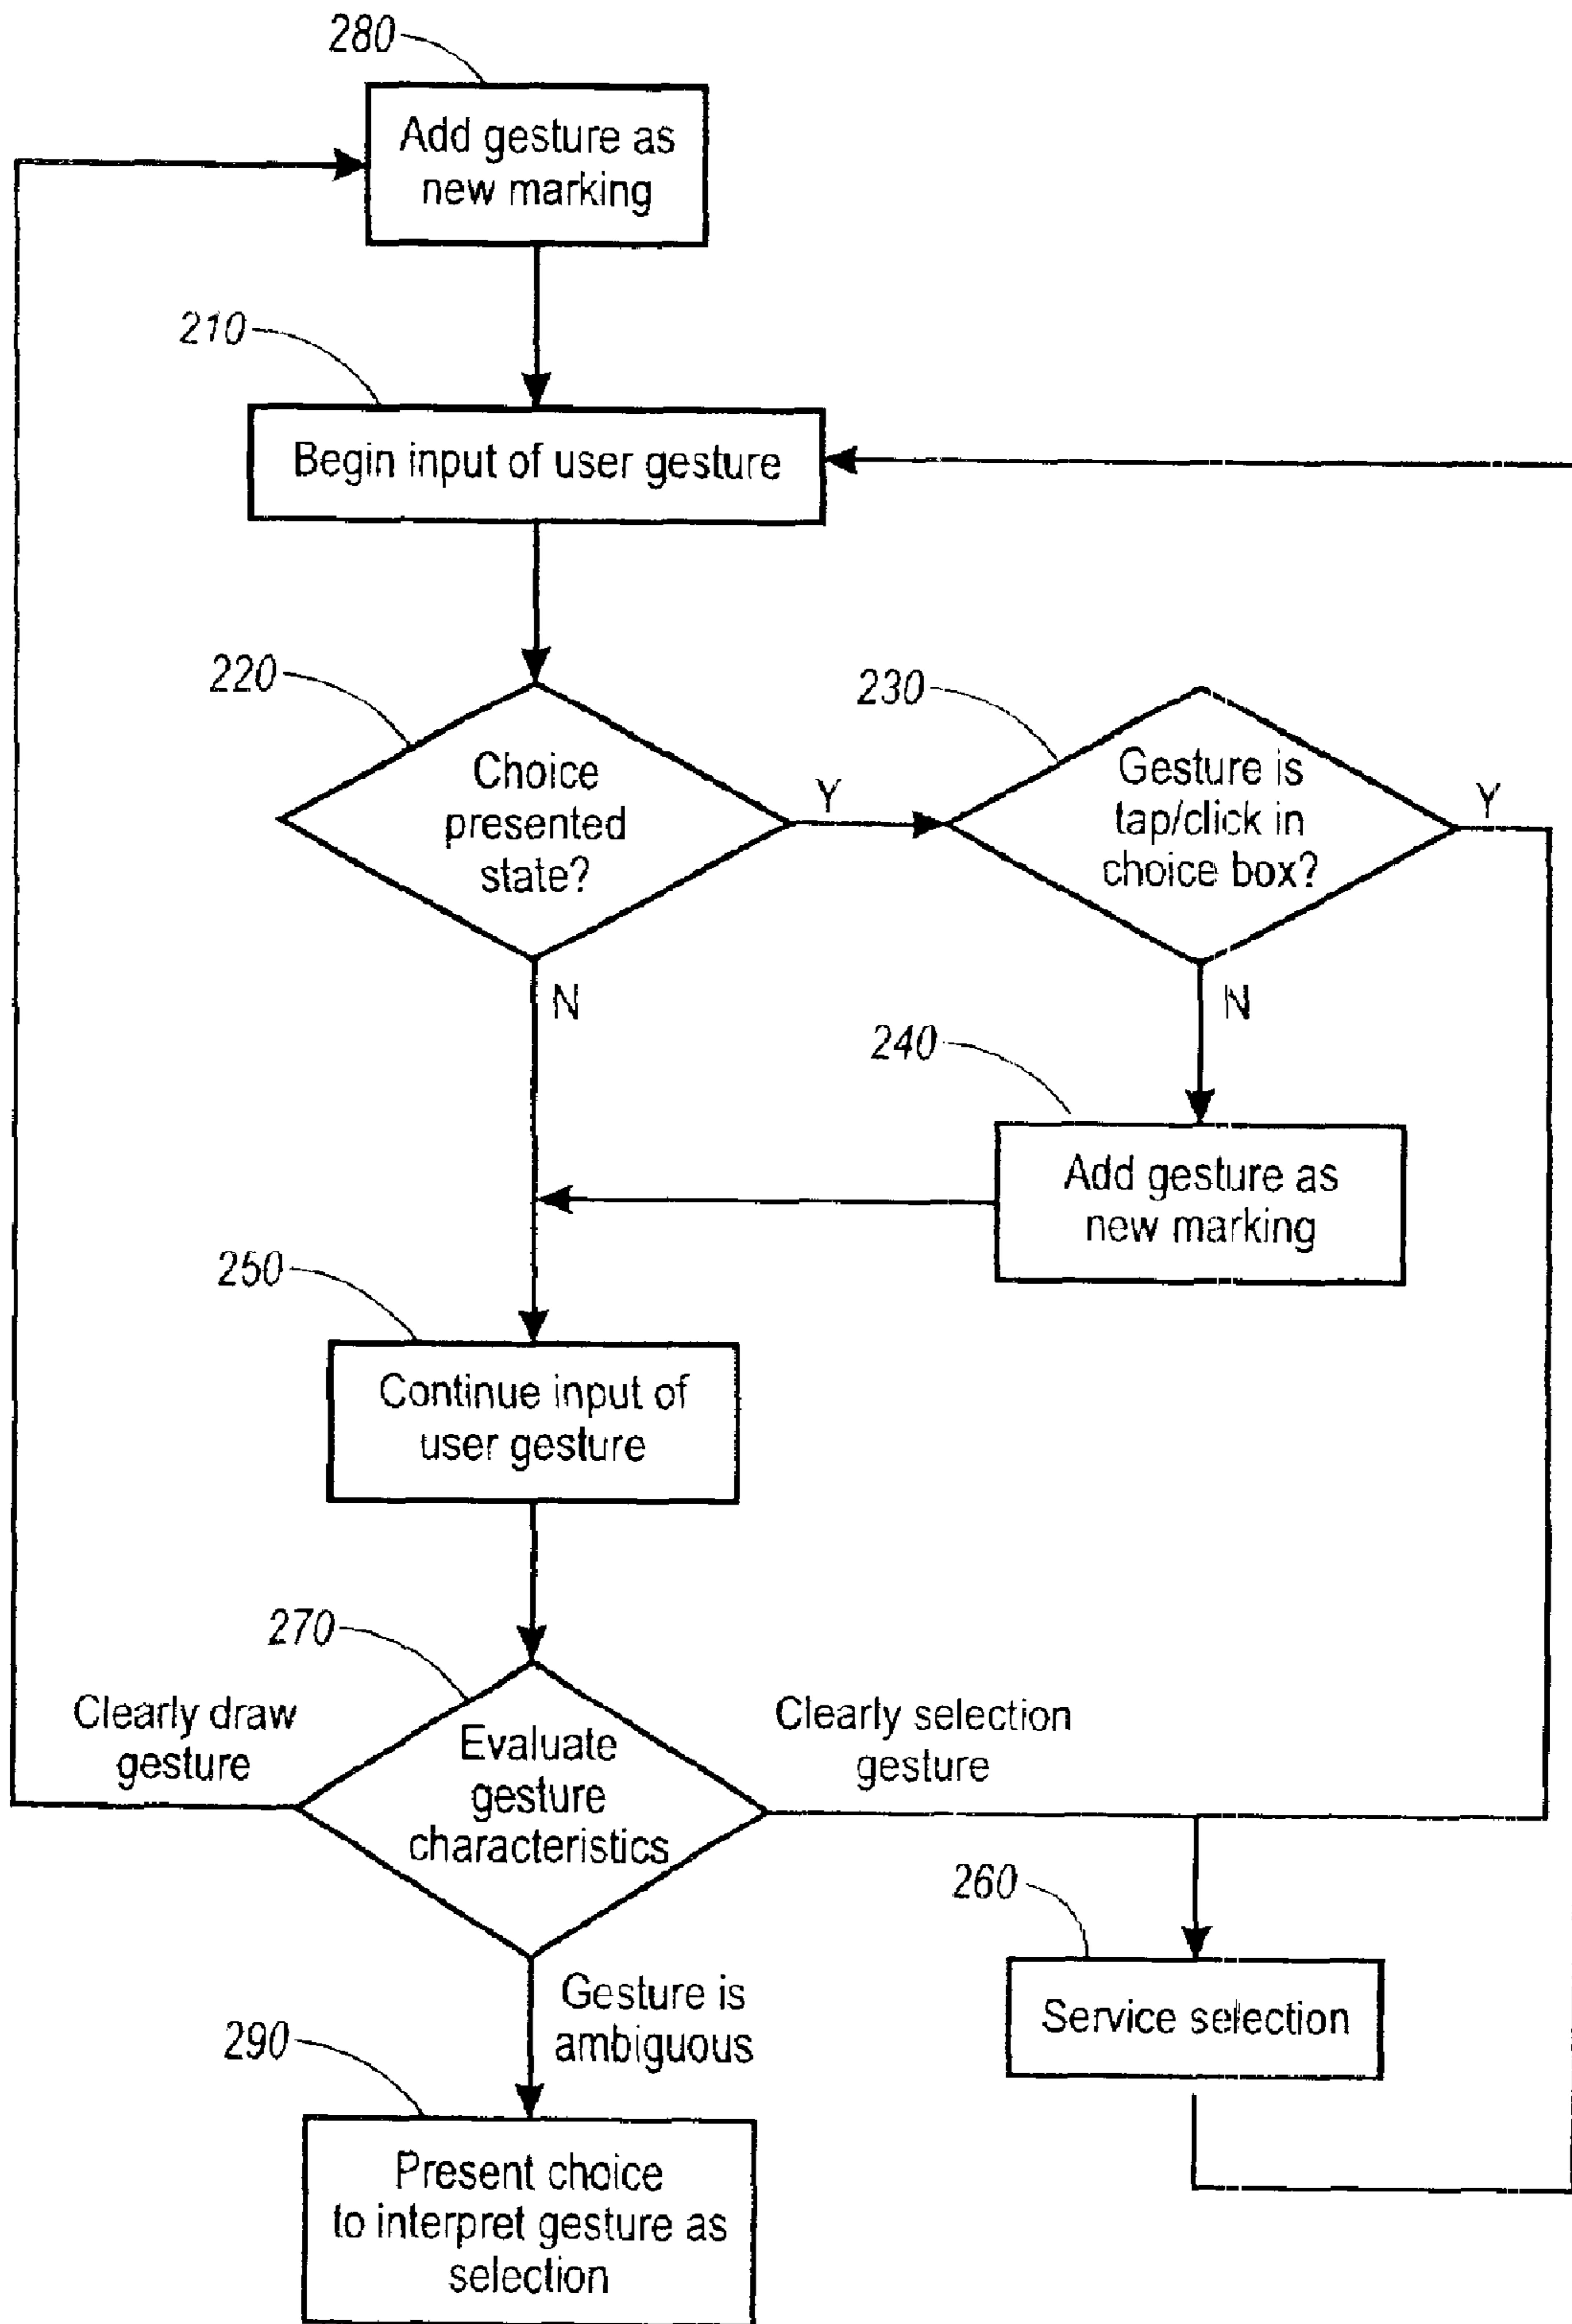 280
Add gesture as
new marking
210
Begin input of user gesture
220
Choice
presented
state?
Y
N
230
Gesture is
tap/click in
choice box?
Y
N
240
Add gesture as
new marking
250
Continue input of
user gesture
270
Evaluate
gesture
characteristics
Clearly draw
gesture
Clearly selection
gesture
260
Service selection
Gesture is
ambiguous
290
Present choice
to interpret gesture as
selection